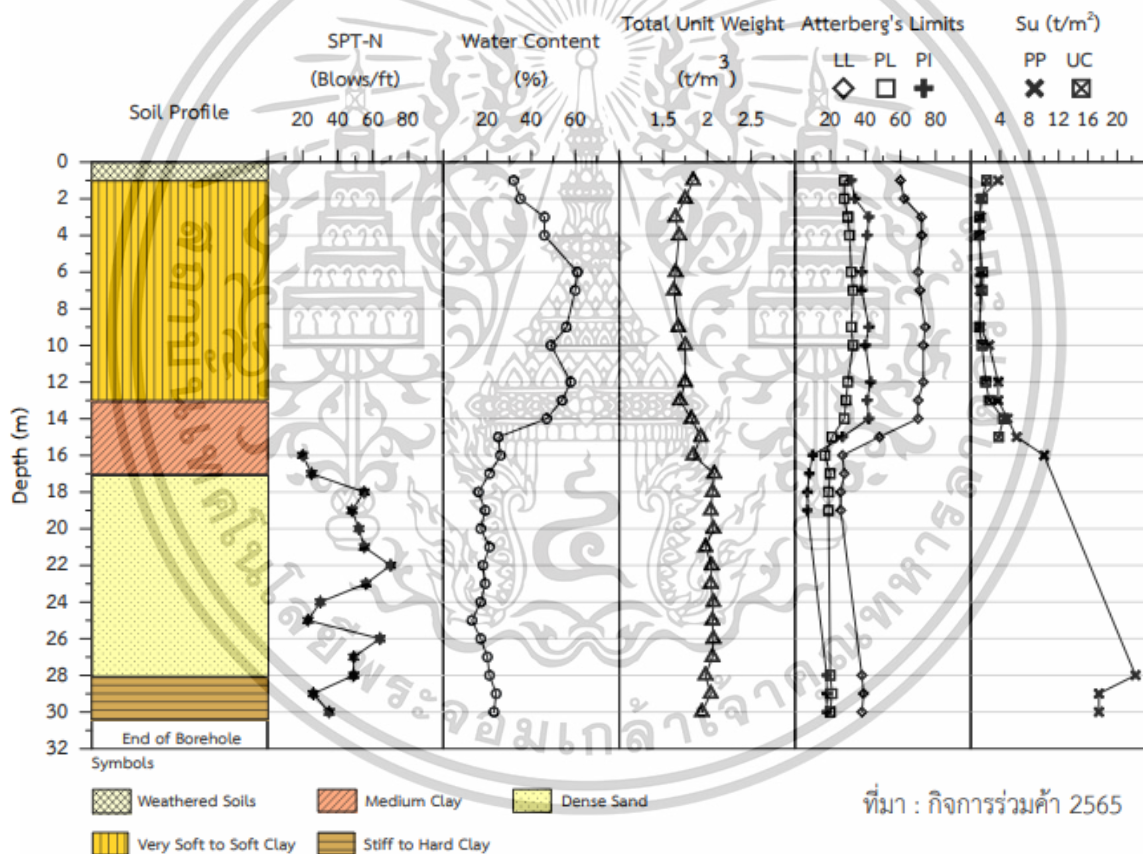 SPT-N
(Blows/ft)
20 40 60 80
Water Content
(%)
20 40 60
Total Unit Weight
(t/m3)
1.5 2 2.5
Atterberg's Limits
LL PL PI
20 40 60 80
Su (t/m2)
PP UC
4 8 12 16 20
Soil Profile
Depth (m)
0
2
4
6
8
10
12
14
16
18
20
22
24
26
28
30
32
End of Borehole
Symbols
Weathered Soils
Medium Clay
Dense Sand
Very Soft to Soft Clay
Stiff to Hard Clay
ที่มา : กิจการร่วมค้า 2565